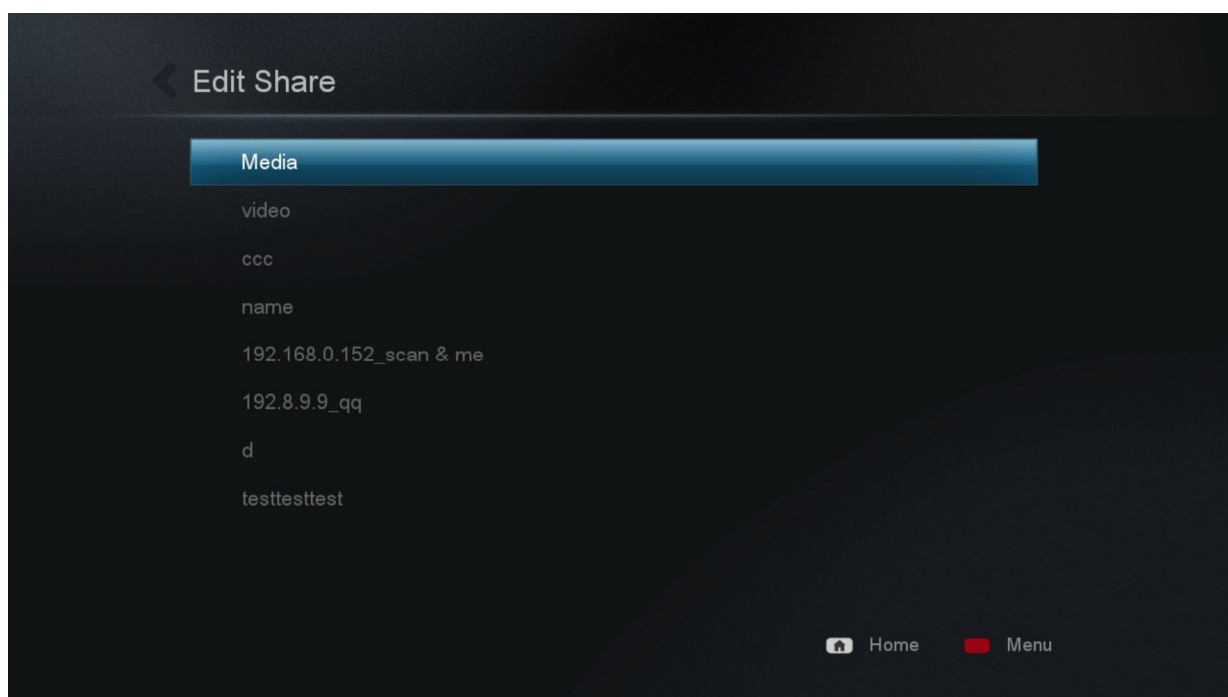 Edit Share
Media
video
ccc
name
192.168.0.152_scan & me
192.8.9.9_qq
d
testtesttest
Home Menu